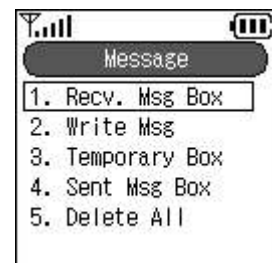 Message
1. Recv. Msg Box
2. Write Msg
3. Temporary Box
4. Sent Msg Box
5. Delete All